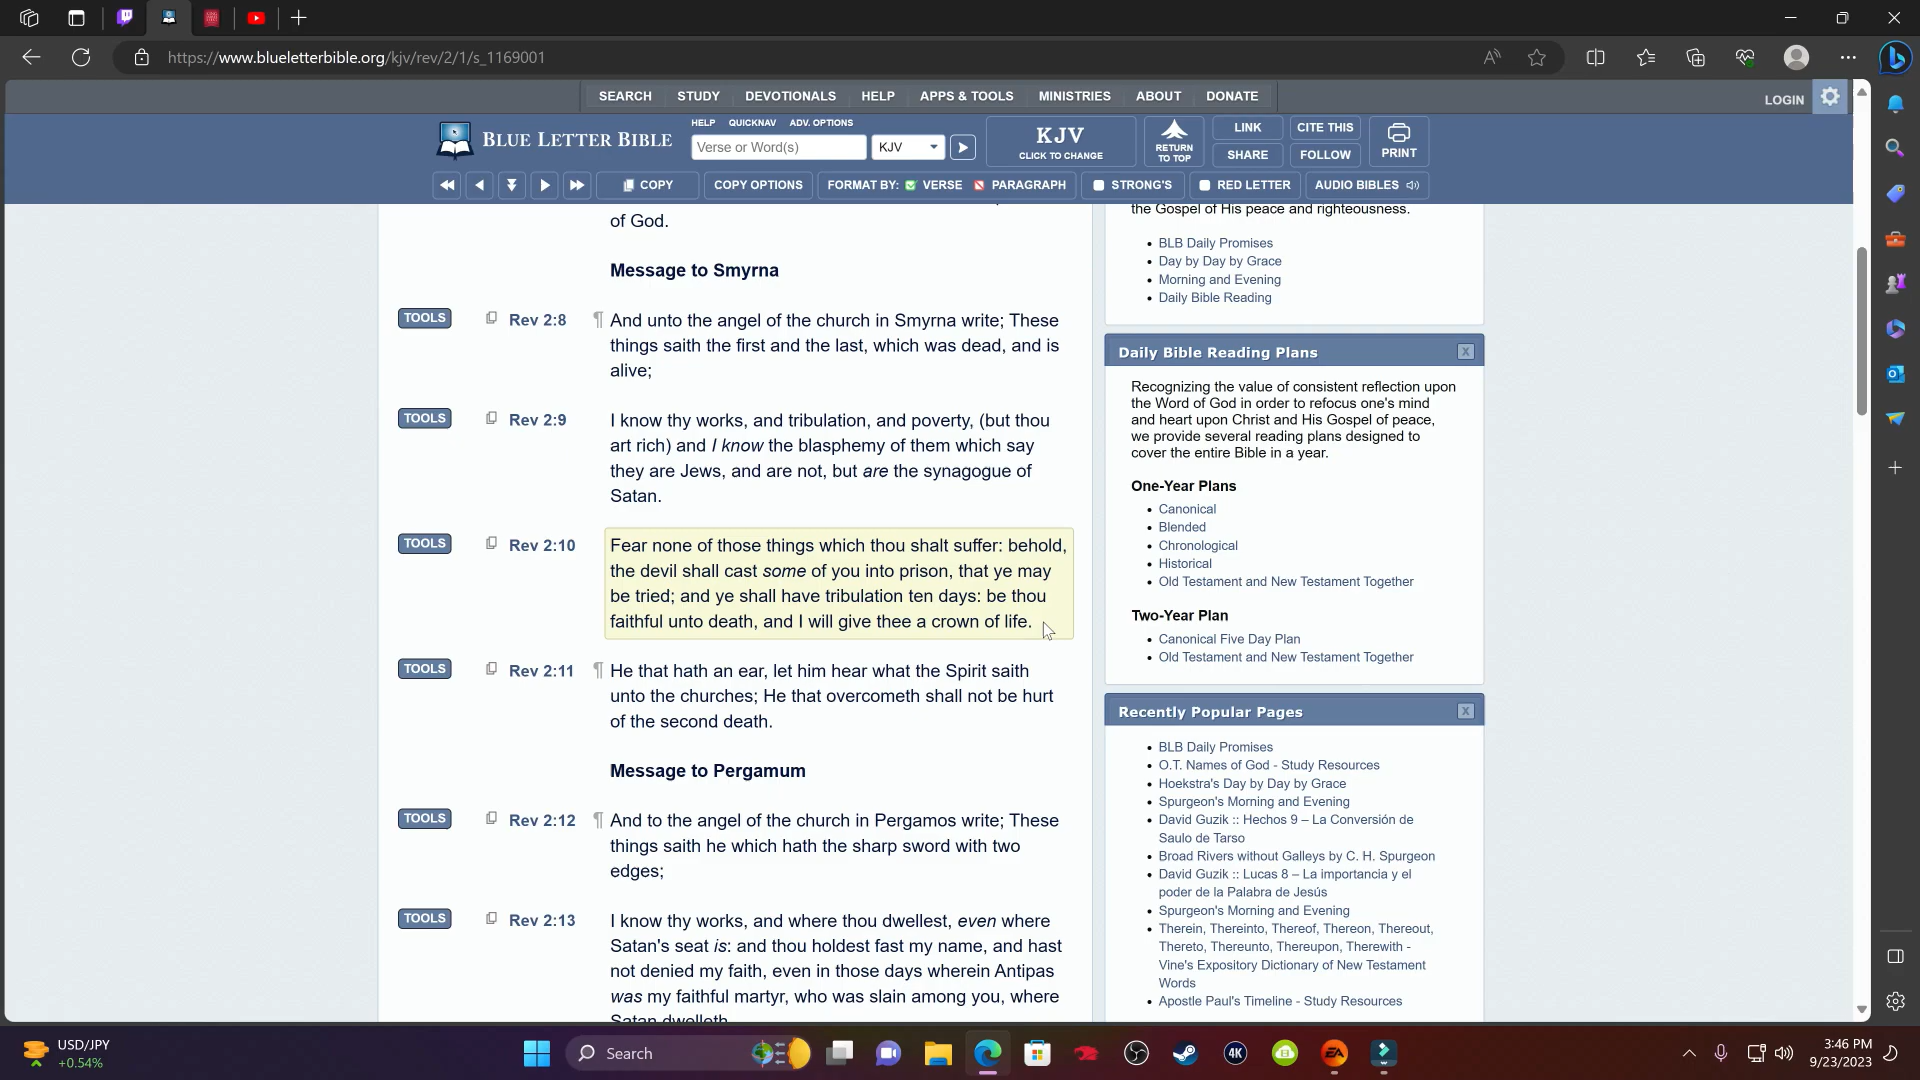 https://www.blueletterbible.org/kjv/rev/2/1/s_1169001
SEARCH STUDY DEVOTIONALS HELP APPS & TOOLS MINISTRIES ABOUT DONATE
LOGIN
BLUE LETTER BIBLE
HELP QUICKNAV ADV. OPTIONS
Verse or Word(s)
KJV
KJV
CLICK TO CHANGE
RETURN
TO TOP
LINK
CITE THIS
SHARE
FOLLOW
PRINT
COPY
COPY OPTIONS
FORMAT BY: VERSE PARAGRAPH
STRONG'S
RED LETTER
AUDIO BIBLES
of God.
Message to Smyrna
TOOLS Rev 2:8 ¶ And unto the angel of the church in Smyrna write; These
things saith the first and the last, which was dead, and is
alive;
TOOLS Rev 2:9 I know thy works, and tribulation, and poverty, (but thou
art rich) and I know the blasphemy of them which say
they are Jews, and are not, but are the synagogue of
Satan.
TOOLS Rev 2:10 Fear none of those things which thou shalt suffer: behold,
the devil shall cast some of you into prison, that ye may
be tried; and ye shall have tribulation ten days: be thou
faithful unto death, and I will give thee a crown of life.
TOOLS Rev 2:11 ¶ He that hath an ear, let him hear what the Spirit saith
unto the churches; He that overcometh shall not be hurt
of the second death.
Message to Pergamum
TOOLS Rev 2:12 ¶ And to the angel of the church in Pergamos write; These
things saith he which hath the sharp sword with two
edges;
TOOLS Rev 2:13 I know thy works, and where thou dwellest, even where
Satan's seat is: and thou holdest fast my name, and hast
not denied my faith, even in those days wherein Antipas
was my faithful martyr, who was slain among you, where
Satan dwelleth
the Gospel of His peace and righteousness.
• BLB Daily Promises
• Day by Day by Grace
• Morning and Evening
• Daily Bible Reading
Daily Bible Reading Plans
X
Recognizing the value of consistent reflection upon
the Word of God in order to refocus one's mind
and heart upon Christ and His Gospel of peace,
we provide several reading plans designed to
cover the entire Bible in a year.
One-Year Plans
• Canonical
• Blended
• Chronological
• Historical
• Old Testament and New Testament Together
Two-Year Plan
• Canonical Five Day Plan
• Old Testament and New Testament Together
Recently Popular Pages
X
• BLB Daily Promises
• O.T. Names of God - Study Resources
• Hoekstra's Day by Day by Grace
• Spurgeon's Morning and Evening
• David Guzik :: Hechos 9 – La Conversión de
Saulo de Tarso
• Broad Rivers without Galleys by C. H. Spurgeon
• David Guzik :: Lucas 8 – La importancia y el
poder de la Palabra de Jesús
• Spurgeon's Morning and Evening
• Therein, Thereinto, Thereof, Thereon, Thereout,
Thereto, Thereunto, Thereupon, Therewith -
Vine's Expository Dictionary of New Testament
Words
• Apostle Paul's Timeline - Study Resources
USD/JPY
+0.54%
Search
4K
EA
3:46 PM
9/23/2023